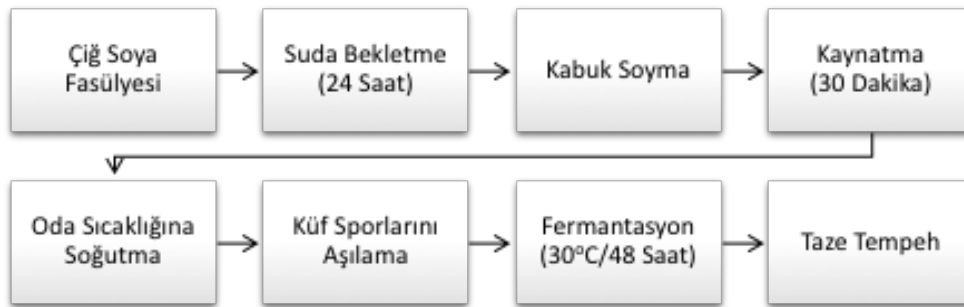 Çiğ Soya
Fasülyesi
Suda Bekletme
(24 Saat)
Kabuk Soyma
Kaynatma
(30 Dakika)
Oda Sıcaklığına
Soğutma
Küf Sporlarını
Aşılama
Fermantasyon
(30°C/48 Saat)
Taze Tempeh